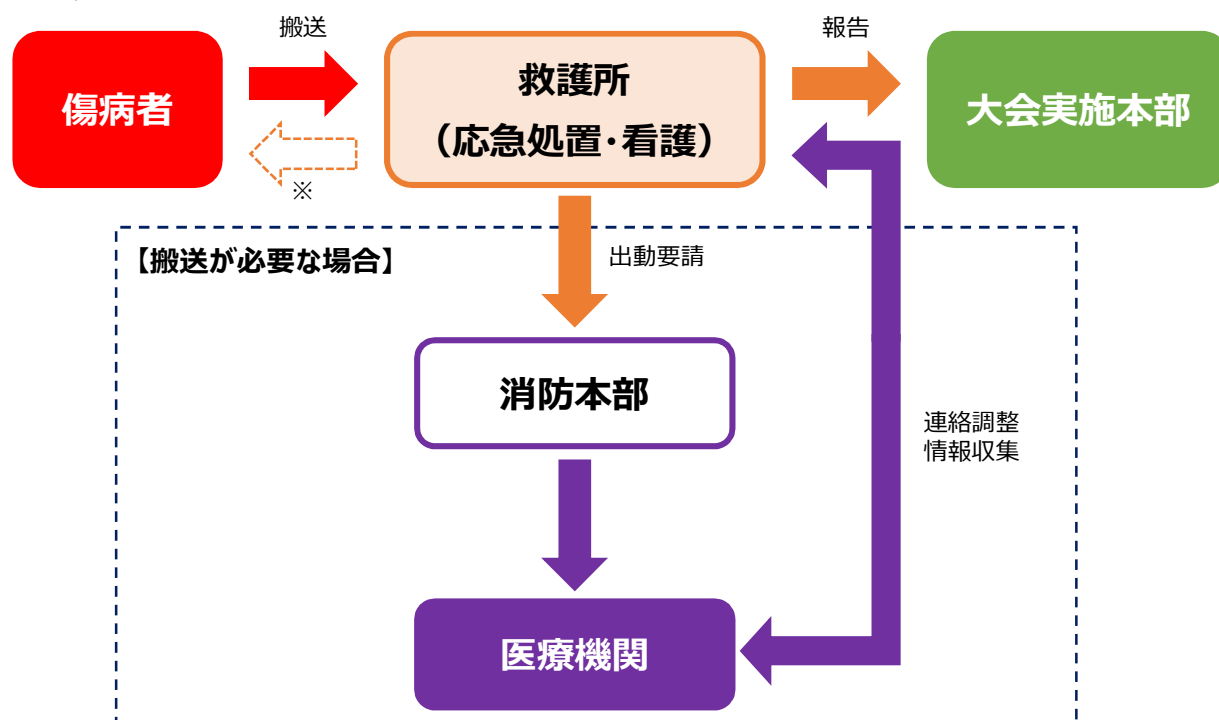 搬送
報告
傷病者
救護所
（応急処置・看護）
大会実施本部
※
【搬送が必要な場合】
出動要請
消防本部
連絡調整
情報収集
医療機関